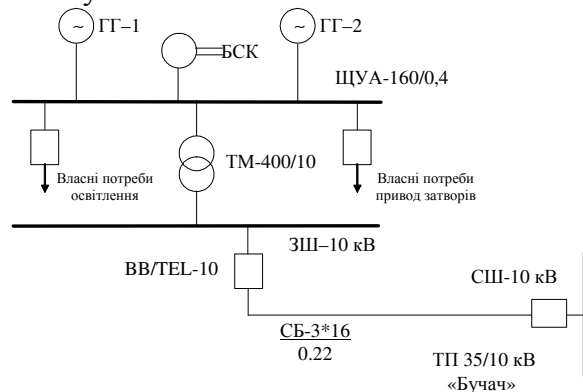 ~ ГГ–1
~ ГГ–2
БСК
ЩУА-160/0,4
ТМ-400/10
Власні потреби
освітлення
Власні потреби
привод затворів
ЗШ–10 кВ
ВВ/TEL-10
СШ-10 кВ
СБ-3*16
0.22
ТП 35/10 кВ
«Бучач»